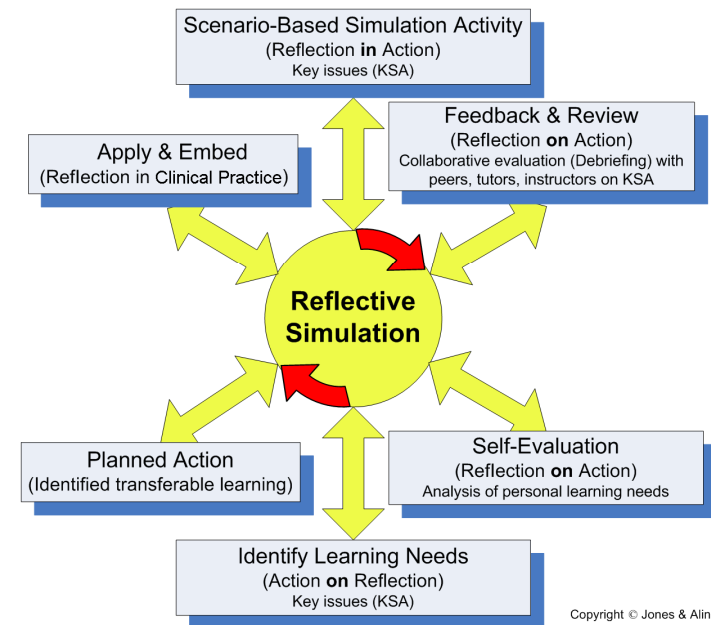 Scenario-Based Simulation Activity
(Reflection in Action)
Key issues (KSA)
Feedback & Review
(Reflection on Action)
Collaborative evaluation (Debriefing) with
peers, tutors, instructors on KSA
Apply & Embed
(Reflection in Clinical Practice)
Reflective
Simulation
Self-Evaluation
(Reflection on Action)
Analysis of personal learning needs
Planned Action
(Identified transferable learning)
Identify Learning Needs
(Action on Reflection)
Key issues (KSA)
Copyright © Jones & Alin